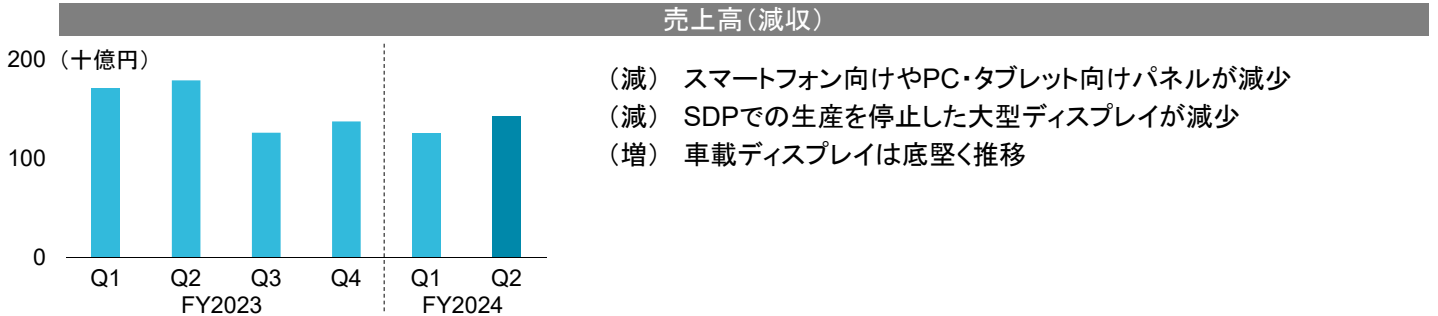 売上高（減収）
200 （十億円）
100
0
Q1 Q2 Q3 Q4 Q1 Q2
FY2023 FY2024
（減） スマートフォン向けやPC・タブレット向けパネルが減少
（減） SDPでの生産を停止した大型ディスプレイが減少
（増） 車載ディスプレイは底堅く推移